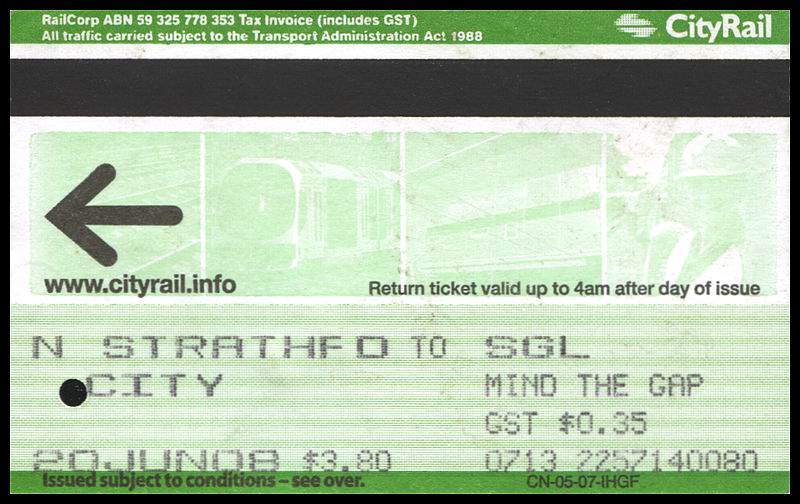 RailCorp ABN 59 325 778 353 Tax Invoice (includes GST)
All traffic carried subject to the Transport Administration Act 1988
CityRail
www.cityrail.info
Return ticket valid up to 4am after day of issue
N STRATHFD TO SGL
CITY MIND THE GAP
GST $0.35
20JUN08 $3.80 0713 2257140080
Issued subject to conditions – see over. CN-05-07-IHGF